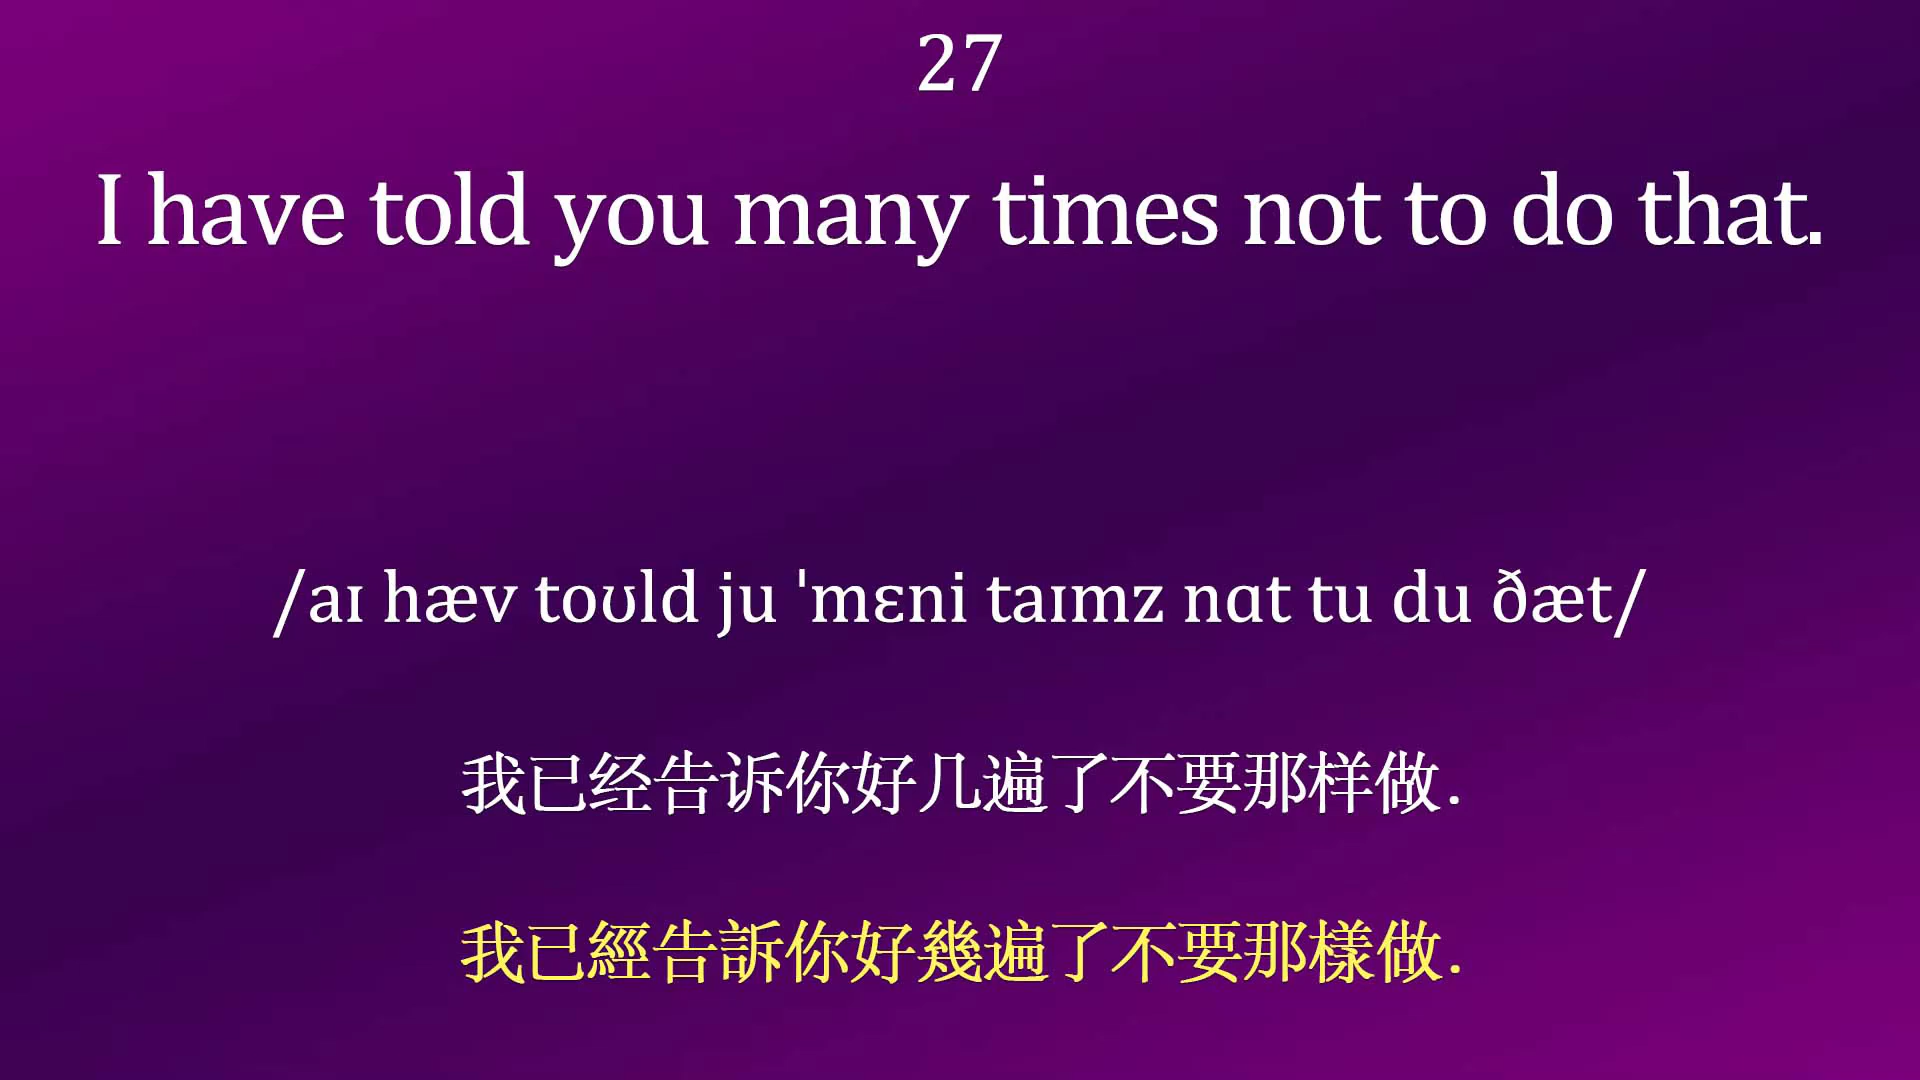 27
I have told you many times not to do that.
/aɪ hæv toʊld ju ˈmɛni taɪmz nɑt tu du ðæt/
我已经告诉你好几遍了不要那样做.
我已經告訴你好幾遍了不要那樣做.